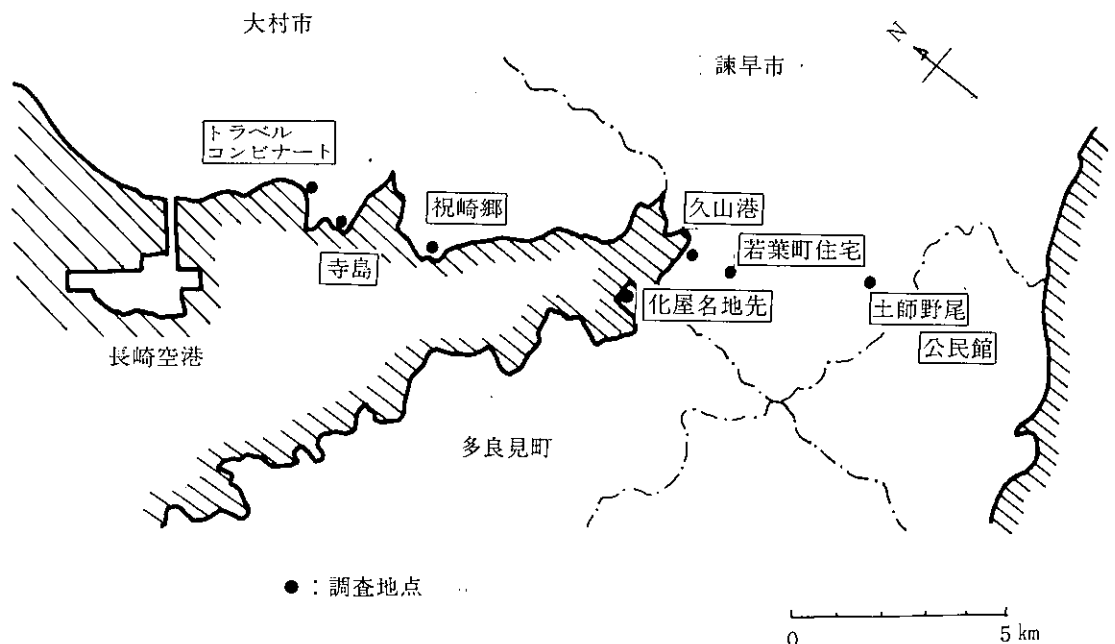 大村市
諫早市
N
トラベル
コンビナート
祝崎郷
寺島
久山港
若葉町住宅
化屋名地先
土師野尾
公民館
長崎空港
多良見町
●：調査地点
0 5 km